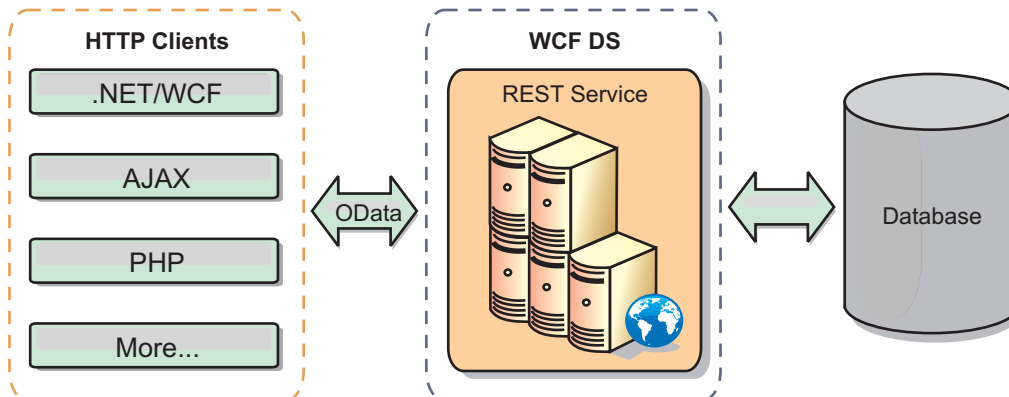 HTTP Clients
.NET/WCF
AJAX
PHP
More...
OData
WCF DS
REST Service
Database